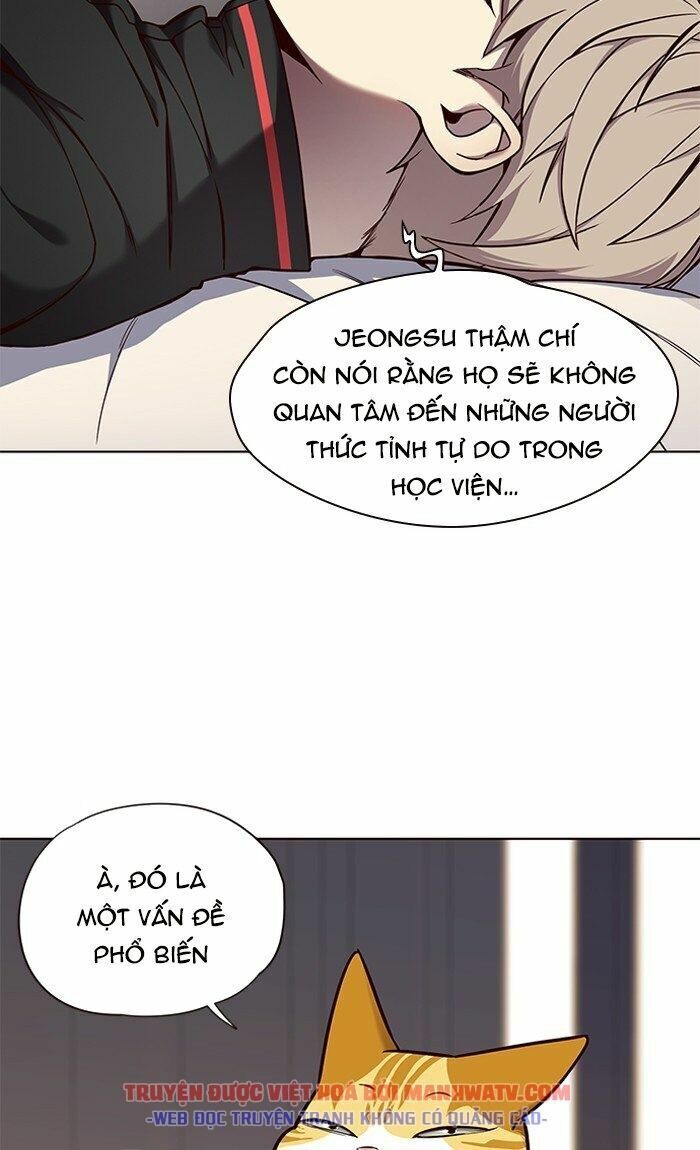 JEONGSU THẬM CHÍ
CÒN NÓI RẰNG HỌ SẼ KHÔNG
QUAN TÂM ĐẾN NHỮNG NGƯỜI
THỨC TỈNH TỰ DO TRONG
HỌC VIỆN...
À, ĐÓ LÀ
MỘT VẤN ĐỀ
PHỔ BIẾN
TRUYỆN ĐƯỢC VIỆT HOÁ BỞI MANHWATV.COM
-WEB ĐỌC TRUYỆN TRANH KHÔNG CÓ QUẢNG CÁO-